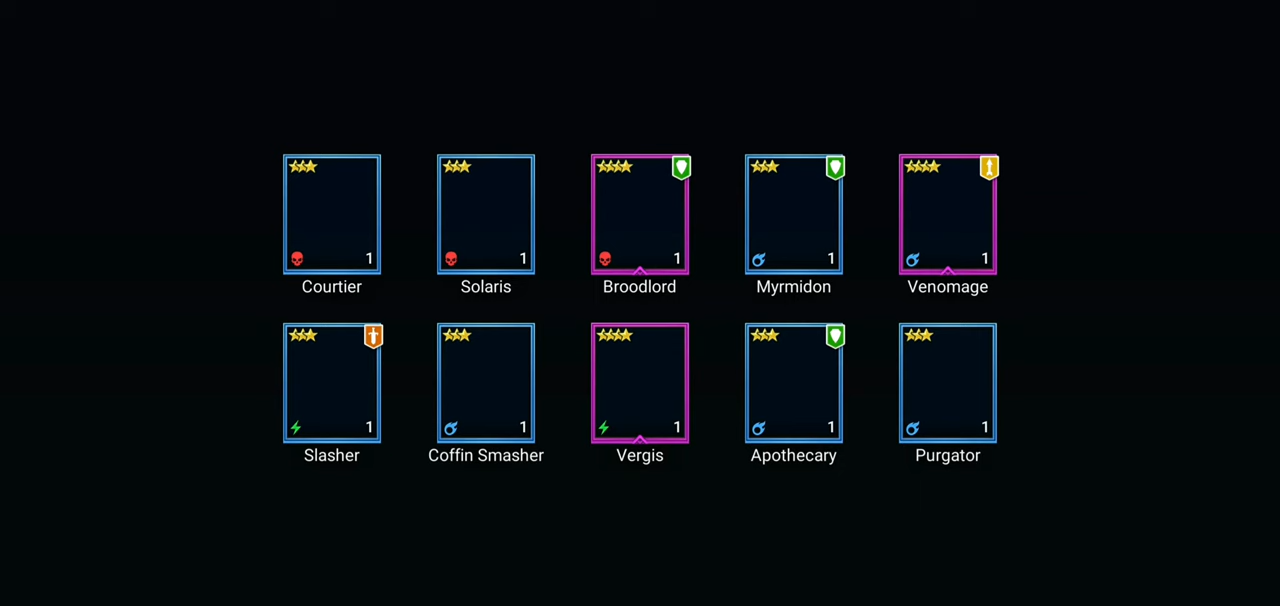 1 1 1 1 1
Courtier Solaris Broodlord Myrmidon Venomage
1 1 1 1 1
Slasher Coffin Smasher Vergis Apothecary Purgator